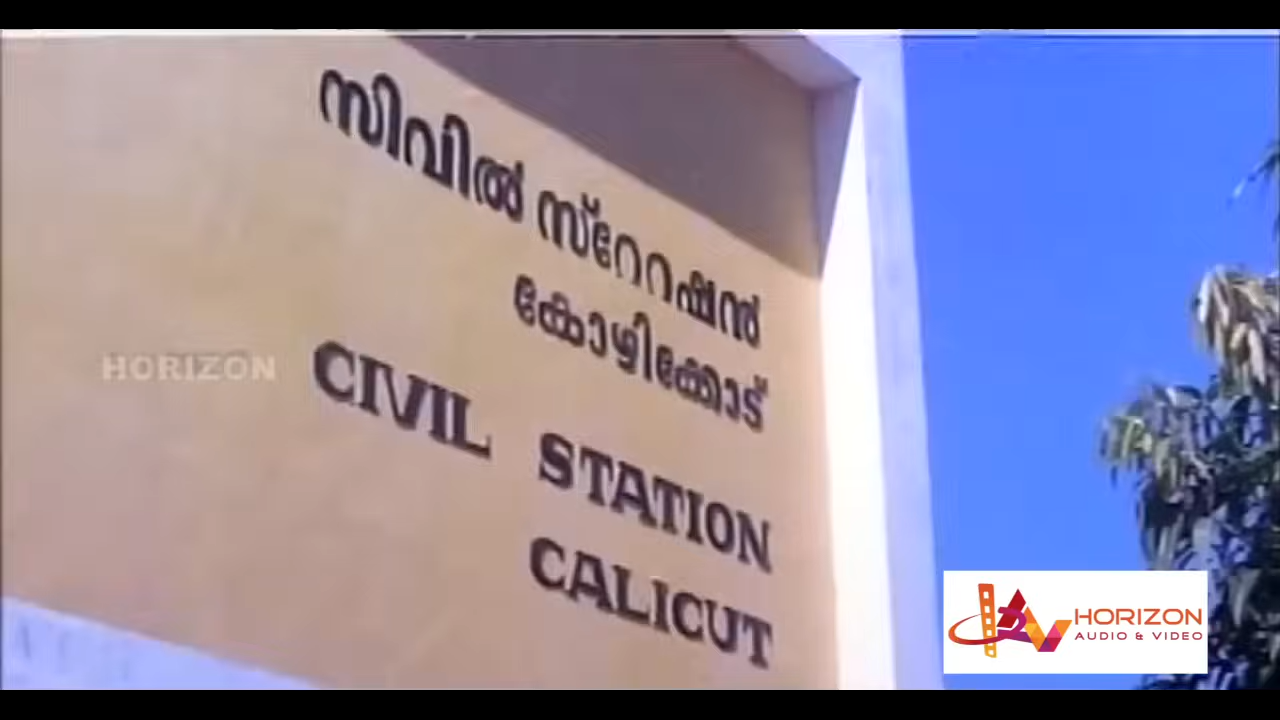 സിവിൽ സ്റേറഷൻ
കോഴിക്കോട്
CIVIL STATION
CALICUT
HORIZON
HORIZON
AUDIO & VIDEO